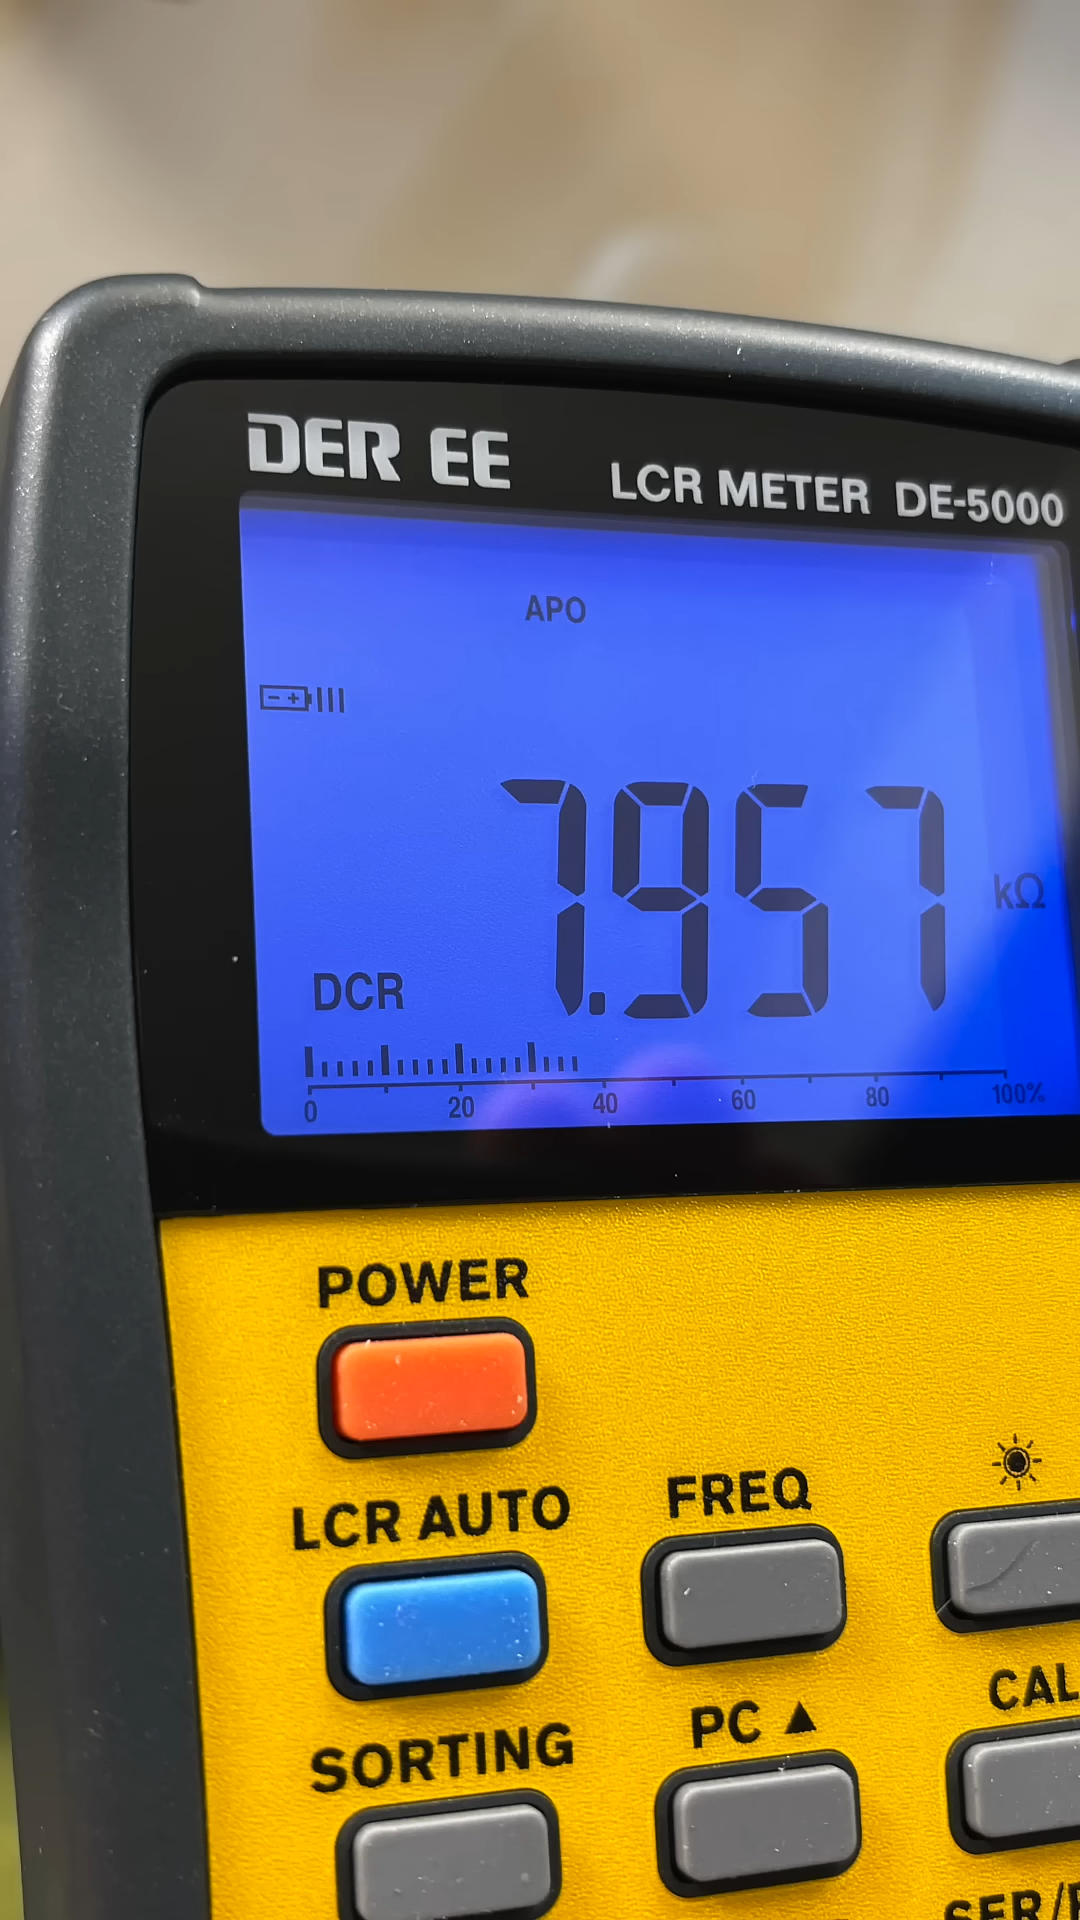 DER EE LCR METER DE-5000
APO
7.957 kΩ
DCR
0 20 40 60 80 100%
POWER
LCR AUTO FREQ
SORTING PC ▲ CAL